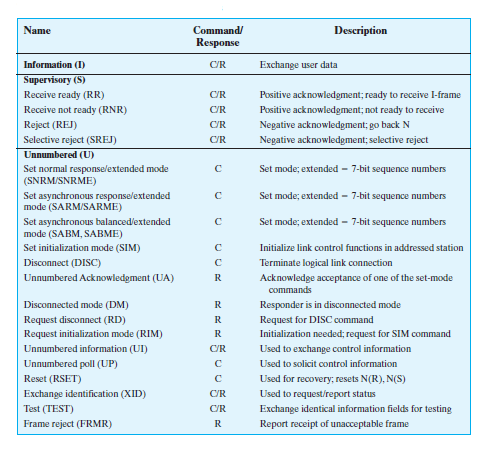 Name Command/ Description
Response
Information (I) C/R Exchange user data
Supervisory (S)
Receive ready (RR) C/R Positive acknowledgment; ready to receive I-frame
Receive not ready (RNR) C/R Positive acknowledgment; not ready to receive
Reject (REJ) C/R Negative acknowledgment; go back N
Selective reject (SREJ) C/R Negative acknowledgment; selective reject
Unnumbered (U)
Set normal response/extended mode C Set mode; extended = 7-bit sequence numbers
(SNRM/SNRME)
Set asynchronous response/extended C Set mode; extended = 7-bit sequence numbers
mode (SARM/SARME)
Set asynchronous balanced/extended C Set mode; extended = 7-bit sequence numbers
mode (SABM, SABME)
Set initialization mode (SIM) C Initialize link control functions in addressed station
Disconnect (DISC) C Terminate logical link connection
Unnumbered Acknowledgment (UA) R Acknowledge acceptance of one of the set-mode
commands
Disconnected mode (DM) R Responder is in disconnected mode
Request disconnect (RD) R Request for DISC command
Request initialization mode (RIM) R Initialization needed; request for SIM command
Unnumbered information (UI) C/R Used to exchange control information
Unnumbered poll (UP) C Used to solicit control information
Reset (RSET) C Used for recovery; resets N(R), N(S)
Exchange identification (XID) C/R Used to request/report status
Test (TEST) C/R Exchange identical information fields for testing
Frame reject (FRMR) R Report receipt of unacceptable frame